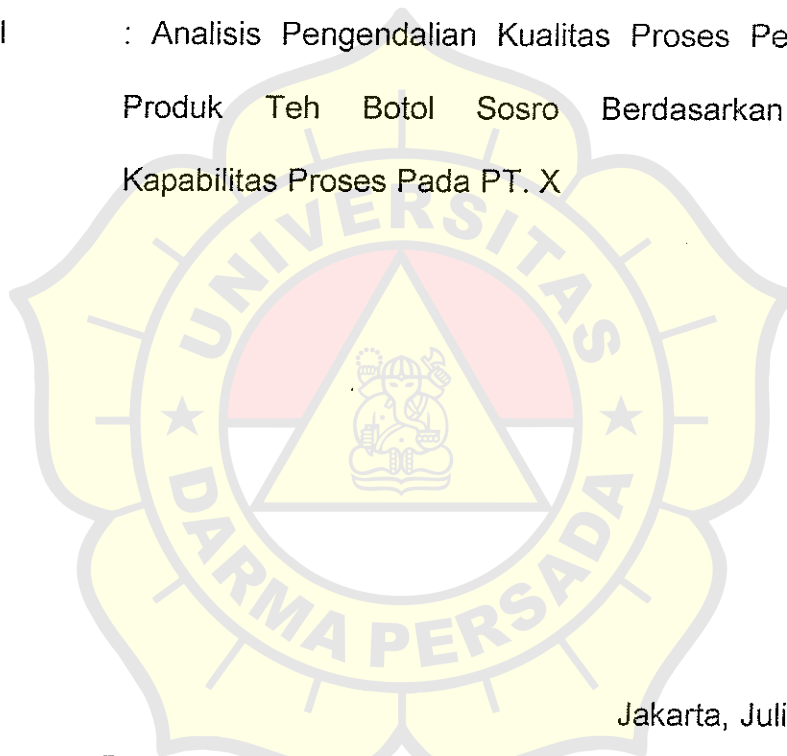 l : Analisis Pengendalian Kualitas Proses Pe
Produk Teh Botol Sosro Berdasarkan
Kapabilitas Proses Pada PT. X
UNIVERSITAS
DARMA PERSADA
Jakarta, Juli